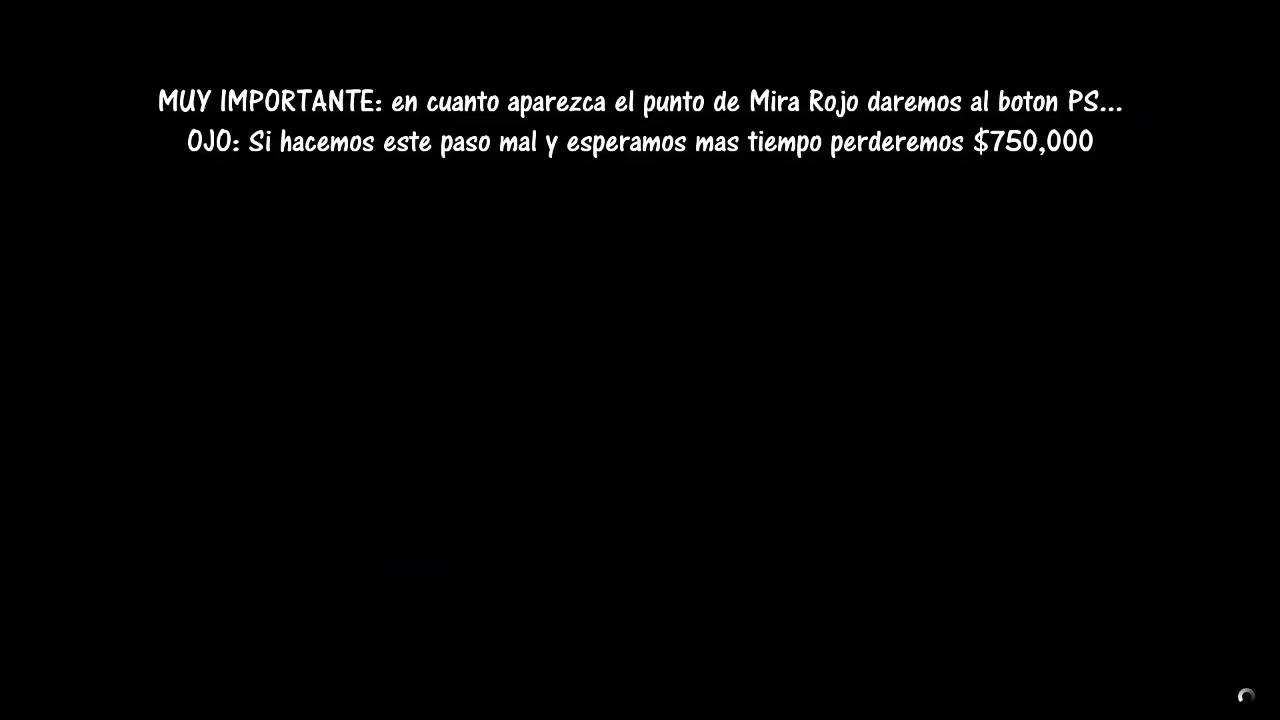 MUY IMPORTANTE: en cuanto aparezca el punto de Mira Rojo daremos al boton PS...
OJO: Si hacemos este paso mal y esperamos mas tiempo perderemos $750,000